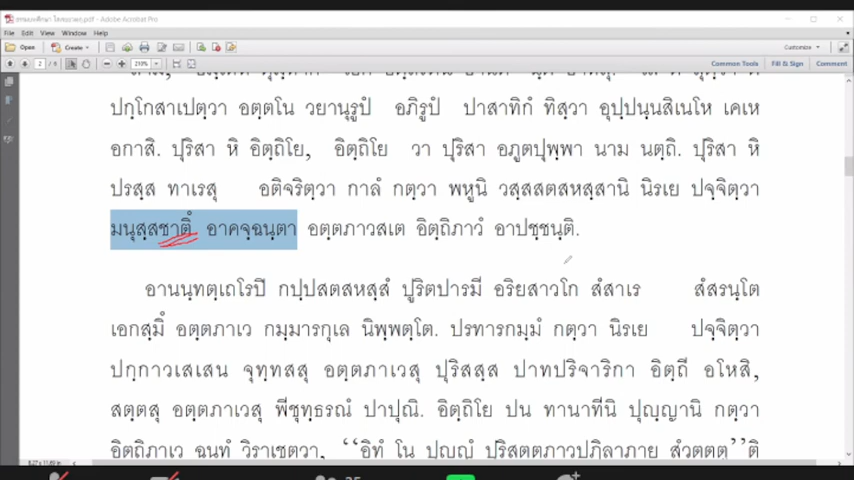 File Edit View Window Help
Open Create Customize
2 210% Common Tools Fill & Sign Comment
ปกฺโกสาเปตฺวา อตฺตโน วยานุรูปํ อภิรูปํ ปาสาทิกํ ทิสฺวา อุปฺปนฺนสิเนโห เคเห
อกาสิ. ปุริสา หิ อิตฺถิโย, อิตฺถิโย วา ปุริสา อภูตปุพฺพา นาม นตฺถิ. ปุริสา หิ
ปรสฺส ทาเรสุ อติจริตฺวา กาลํ กตฺวา พหูนิ วสฺสสตสหสฺสานิ นิรเย ปจฺจิตฺวา
มนุสฺสชาตึ อาคจฺฉนฺตา อตฺตภาวสเต อิตฺถิภาวํ อาปชฺชนฺติ.
อานนฺทตฺเถโรปิ กปฺปสตสหสฺสํ ปูริตปารมี อริยสาวโก สํสาเร สํสรนฺโต
เอกสฺมึ อตฺตภาเว กมฺมารกุเล นิพฺพตฺโต. ปรทารกมฺมํ กตฺวา นิรเย ปจฺจิตฺวา
ปกฺกาวเสเสน จุทฺทสสุ อตฺตภาเวสุ ปุริสสฺส ปาทปริจาริกา อิตฺถี อโหสิ,
สตฺตสุ อตฺตภาเวสุ พีชุทฺธรณํ ปาปุณิ. อิตฺถิโย ปน ทานาทีนิ ปุญฺญานิ กตฺวา
อิตฺถิภาเว ฉนฺทํ วิราเชตฺวา, “อิทํ โน ปุญฺญํ ปุริสตฺตภาวปฏิลาภาย สํวตฺตตู”ติ